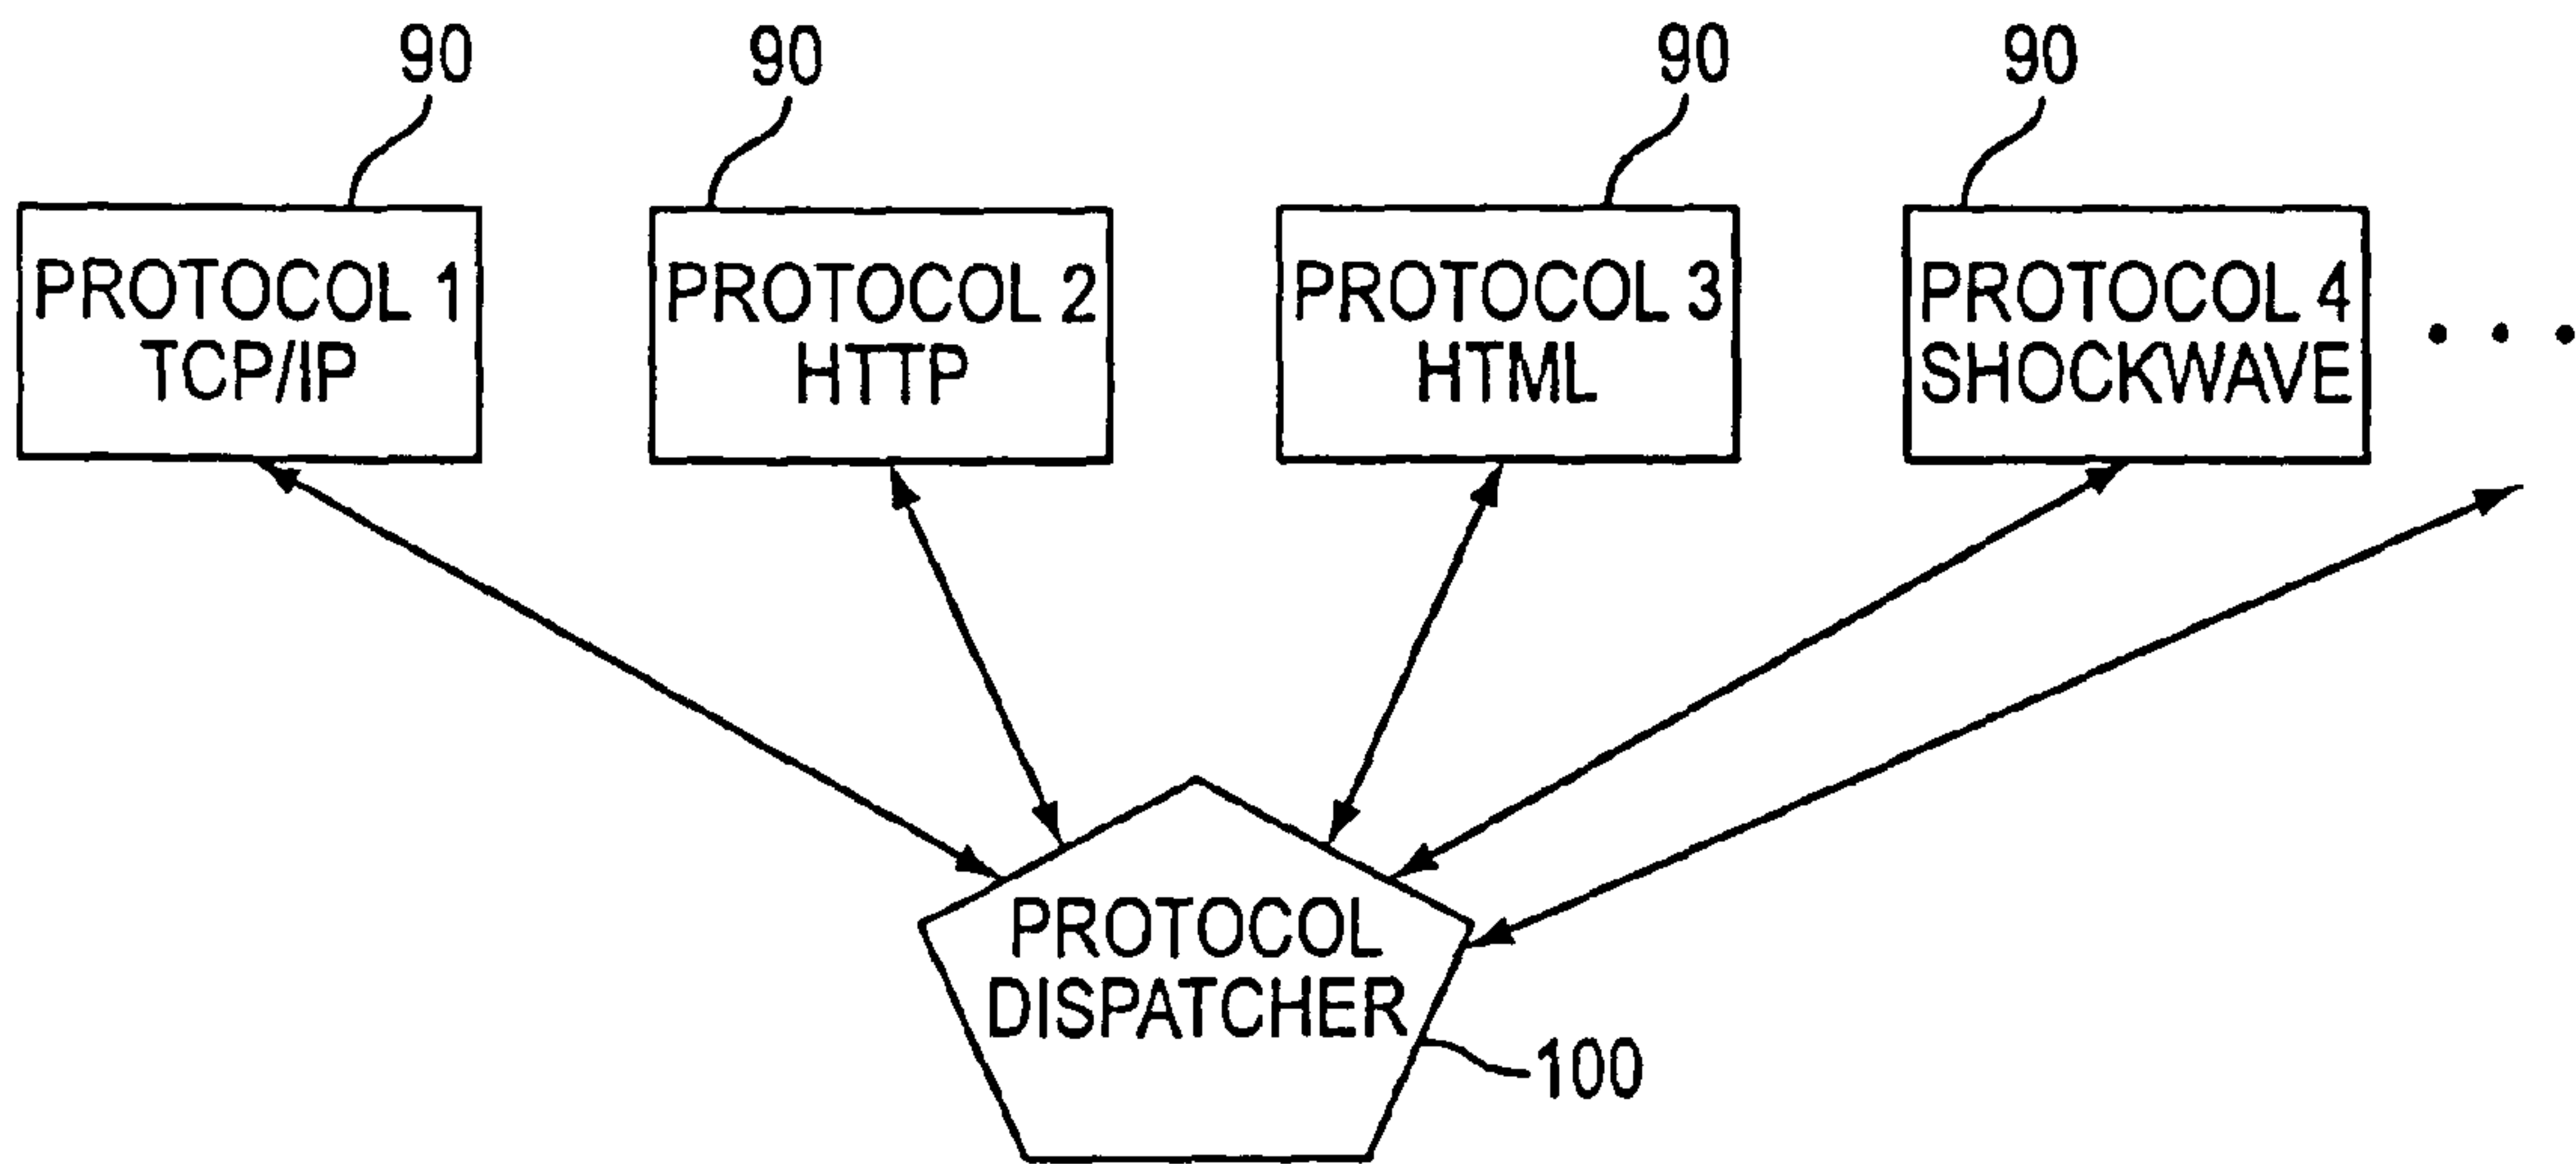 90
90
90
90
PROTOCOL 1
TCP/IP
PROTOCOL 2
HTTP
PROTOCOL 3
HTML
PROTOCOL 4
SHOCKWAVE
. . .
PROTOCOL
DISPATCHER
100